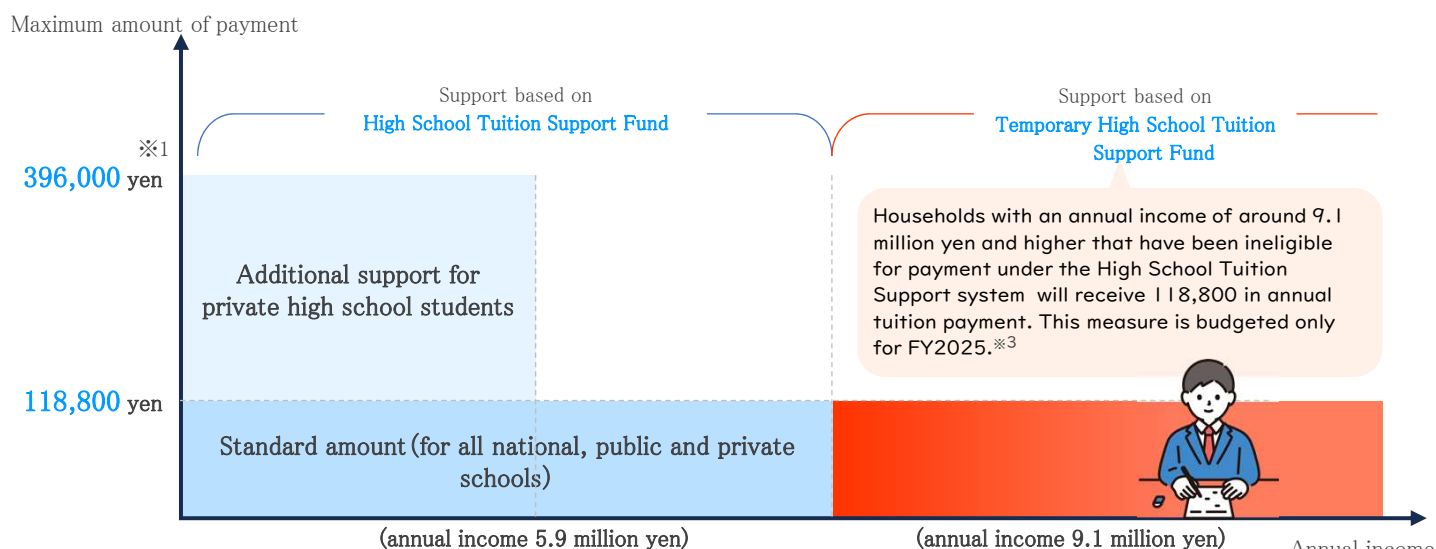 Maximum amount of payment
Support based on
High School Tuition Support Fund
Support based on
Temporary High School Tuition
Support Fund
※1
396,000 yen
Households with an annual income of around 9.1
million yen and higher that have been ineligible
for payment under the High School Tuition
Support system will receive 118,800 in annual
tuition payment. This measure is budgeted only
for FY2025.※3
Additional support for
private high school students
118,800 yen
Standard amount(for all national, public and private
schools)
(annual income 5.9 million yen)
(annual income 9.1 million yen)
Annual income